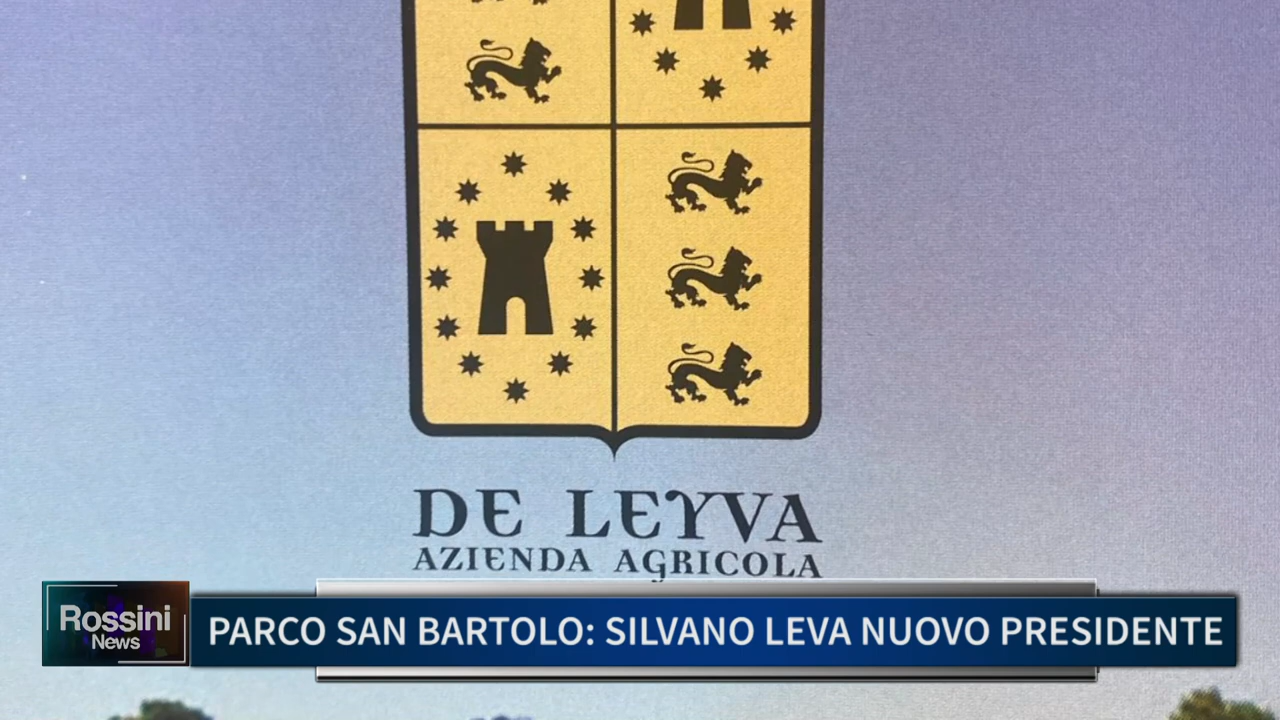 DE LEYVA
AZIENDA AGRICOLA
Rossini
News
PARCO SAN BARTOLO: SILVANO LEVA NUOVO PRESIDENTE